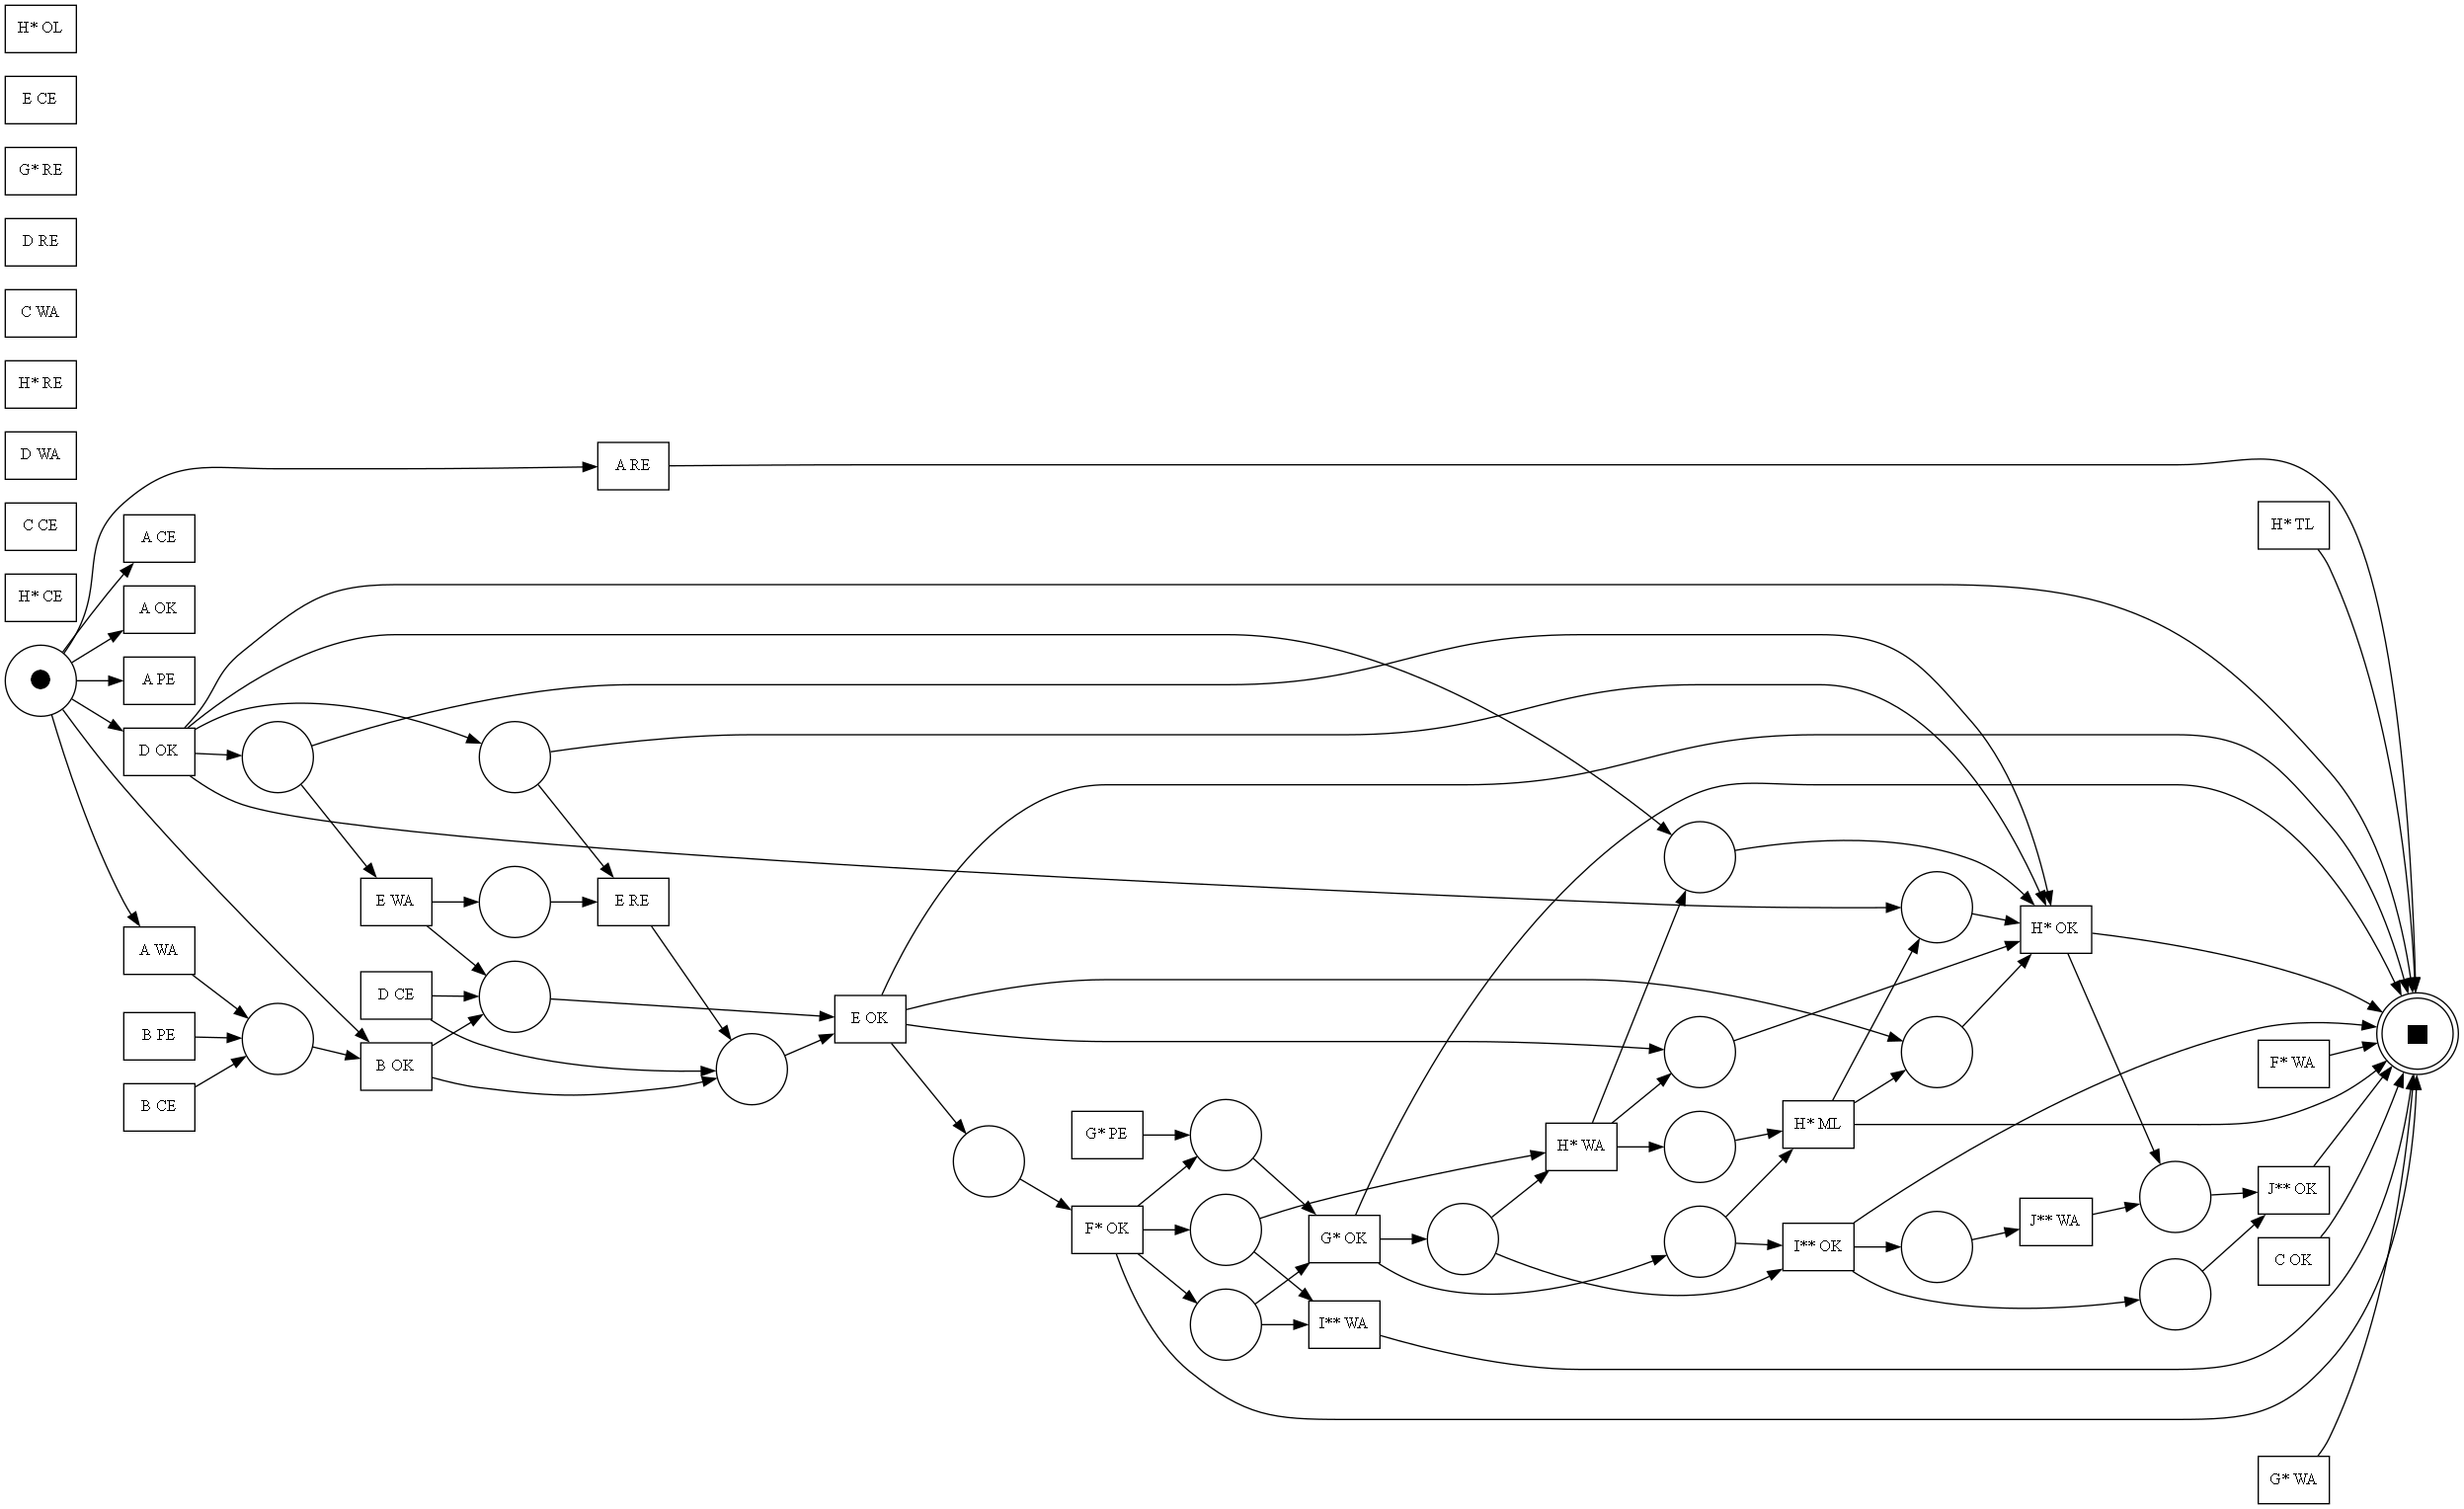 H* OL
E CE
G* RE
D RE
C WA
H* RE
D WA
C CE
H* CE
A RE
A CE
A OK
A PE
D OK
H* TL
E WA
E RE
A WA
D CE
B PE
B OK
B CE
E OK
H* OK
G* PE
H* WA
H* ML
F* WA
F* OK
G* OK
I** OK
J** WA
J** OK
C OK
I** WA
G* WA